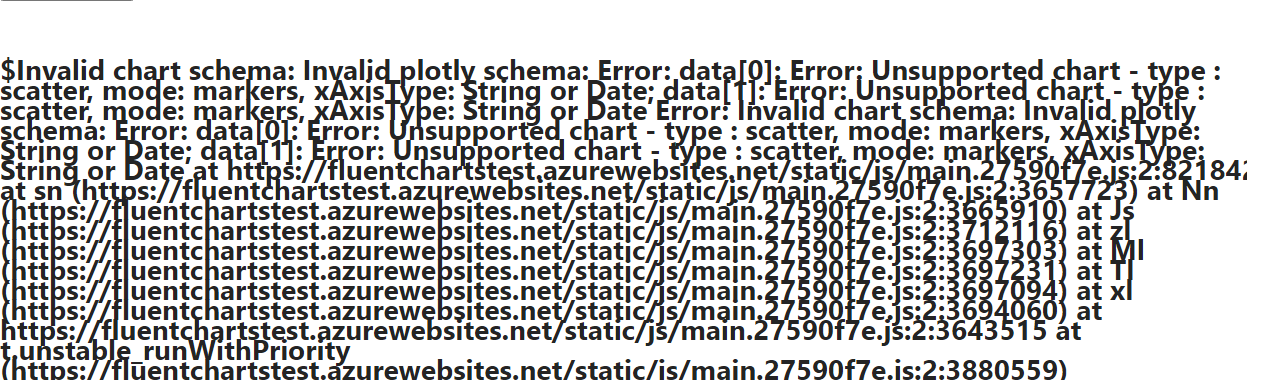 $Invalid chart schema: Invalid plotly schema: Error: data[0]: Error: Unsupported chart - type :
scatter, mode: markers, xAxisType: String or Date; data[1]: Error: Unsupported chart - type :
scatter, mode: markers, xAxisType: String or Date Error: Invalid chart schema: Invalid plotly
schema: Error: data[0]: Error: Unsupported chart - type : scatter, mode: markers, xAxisType:
String or Date; data[1]: Error: Unsupported chart - type : scatter, mode: markers, xAxisType:
String or Date at https://fluentchartstest.azurewebsites.net/static/js/main.27590f7e.js:2:821842
at sn (https://fluentchartstest.azurewebsites.net/static/js/main.27590f7e.js:2:3657723) at Nn
(https://fluentchartstest.azurewebsites.net/static/js/main.27590f7e.js:2:3665910) at Js
(https://fluentchartstest.azurewebsites.net/static/js/main.27590f7e.js:2:3712116) at zl
(https://fluentchartstest.azurewebsites.net/static/js/main.27590f7e.js:2:3697303) at Ml
(https://fluentchartstest.azurewebsites.net/static/js/main.27590f7e.js:2:3697231) at Tl
(https://fluentchartstest.azurewebsites.net/static/js/main.27590f7e.js:2:3697094) at xl
(https://fluentchartstest.azurewebsites.net/static/js/main.27590f7e.js:2:3694060) at
https://fluentchartstest.azurewebsites.net/static/js/main.27590f7e.js:2:3643515 at
t.unstable_runWithPriority
(https://fluentchartstest.azurewebsites.net/static/js/main.27590f7e.js:2:3880559)